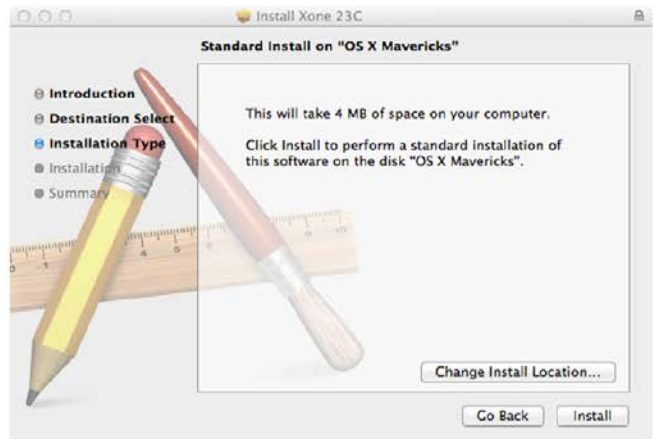 Install Xone 23C
Standard Install on "OS X Mavericks"
Introduction
Destination Select
Installation Type
Installation
Summary
This will take 4 MB of space on your computer.
Click Install to perform a standard installation of
this software on the disk "OS X Mavericks".
Change Install Location...
Go Back
Install